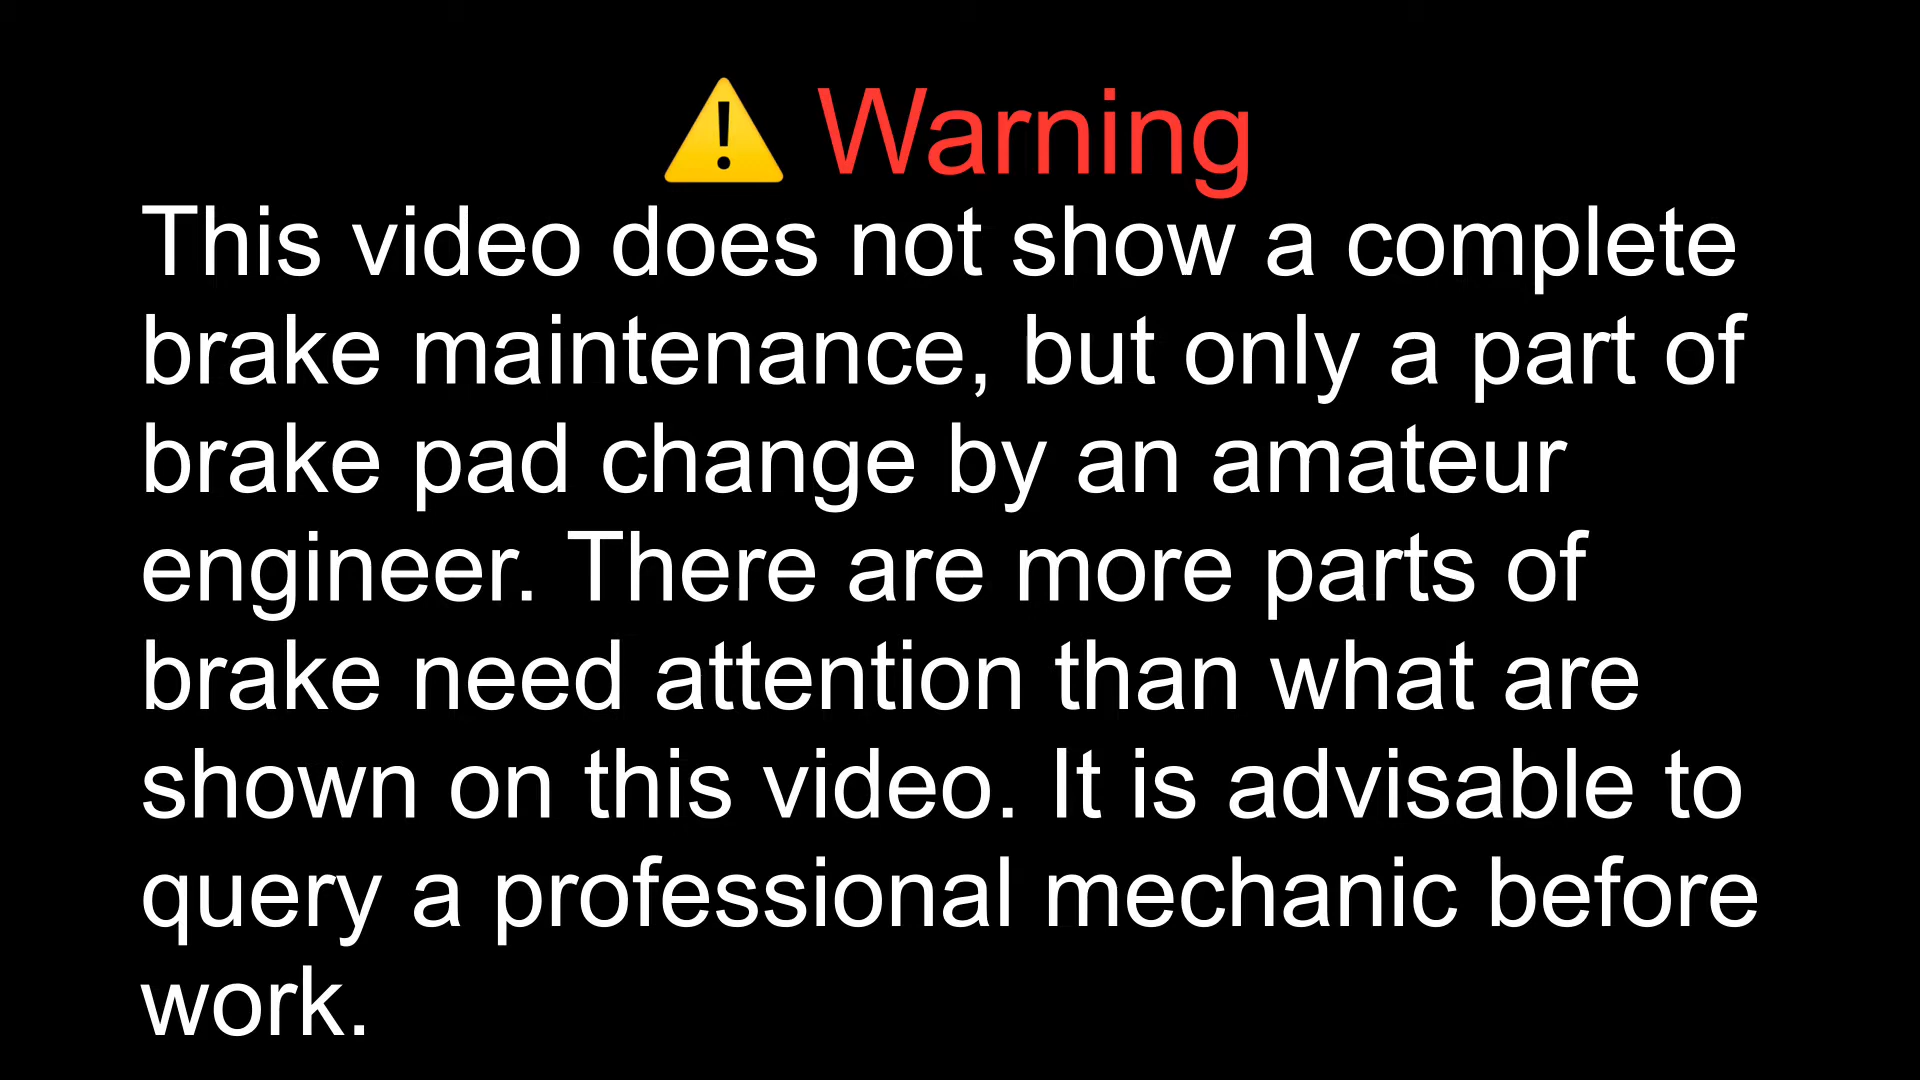 ⚠️ Warning
This video does not show a complete
brake maintenance, but only a part of
brake pad change by an amateur
engineer. There are more parts of
brake need attention than what are
shown on this video. It is advisable to
query a professional mechanic before
work.